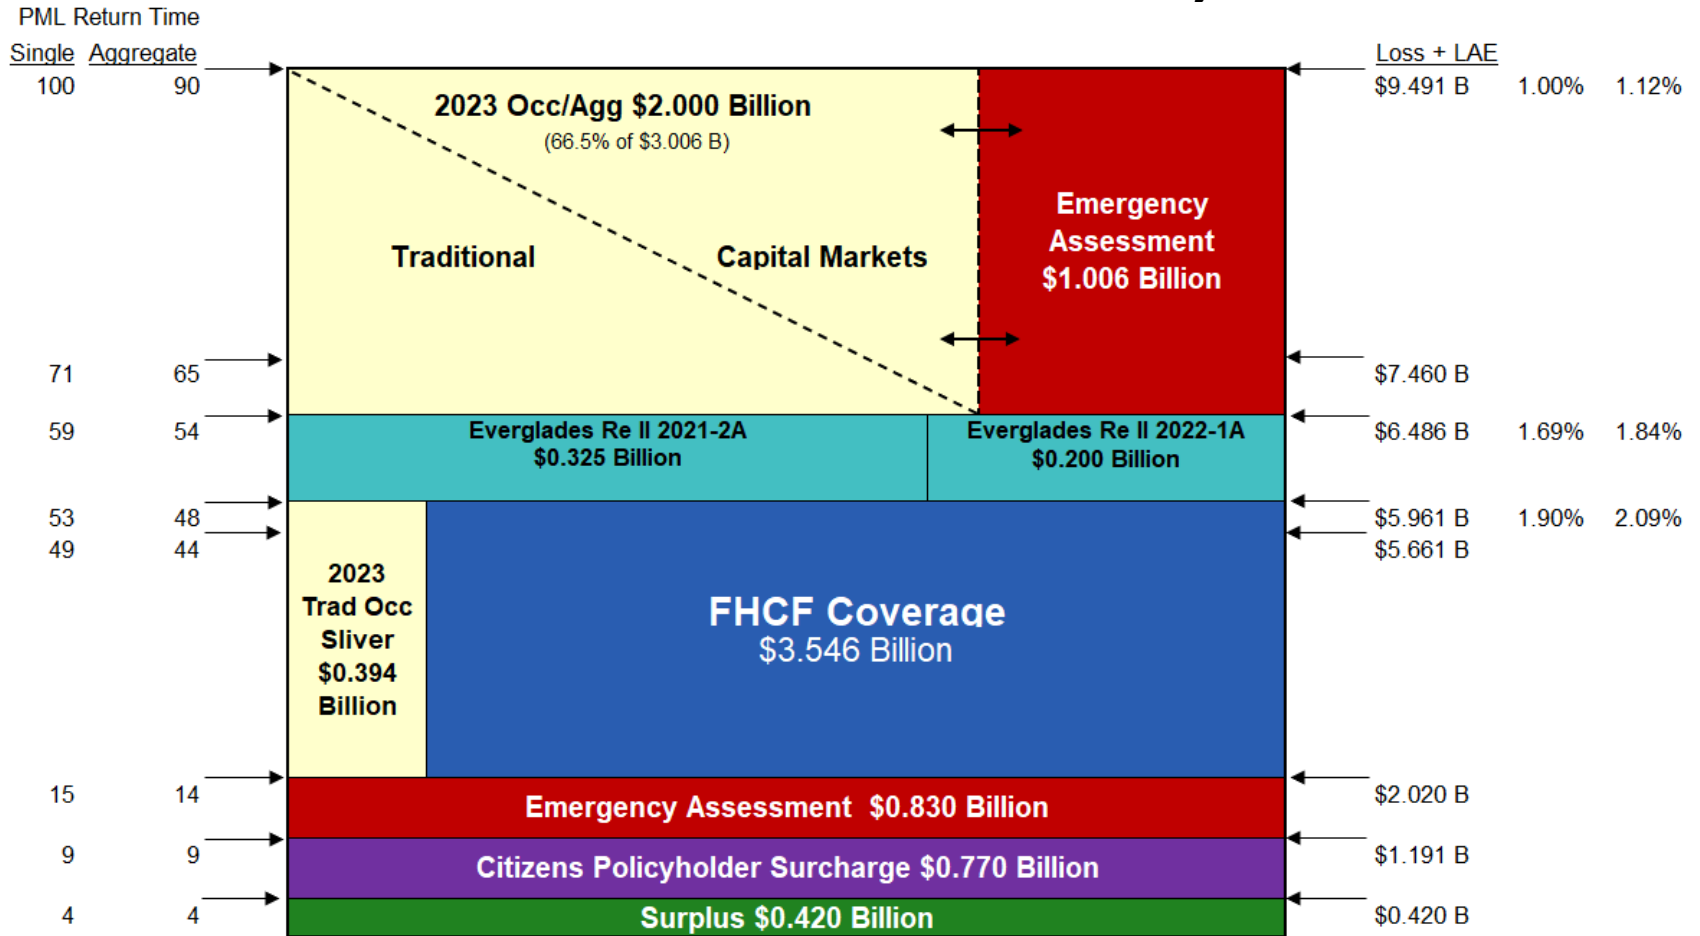 PML Return Time
Single Aggregate
Loss + LAE
100 90
$9.491 B 1.00% 1.12%
2023 Occ/Agg $2.000 Billion
(66.5% of $3.006 B)
Traditional
Capital Markets
Emergency
Assessment
$1.006 Billion
71 65
$7.460 B
59 54
$6.486 B 1.69% 1.84%
Everglades Re II 2021-2A
$0.325 Billion
Everglades Re II 2022-1A
$0.200 Billion
53 48
$5.961 B 1.90% 2.09%
49 44
$5.661 B
2023
Trad Occ
Sliver
$0.394
Billion
FHCF Coverage
$3.546 Billion
15 14
$2.020 B
Emergency Assessment $0.830 Billion
9 9
$1.191 B
Citizens Policyholder Surcharge $0.770 Billion
4 4
$0.420 B
Surplus $0.420 Billion